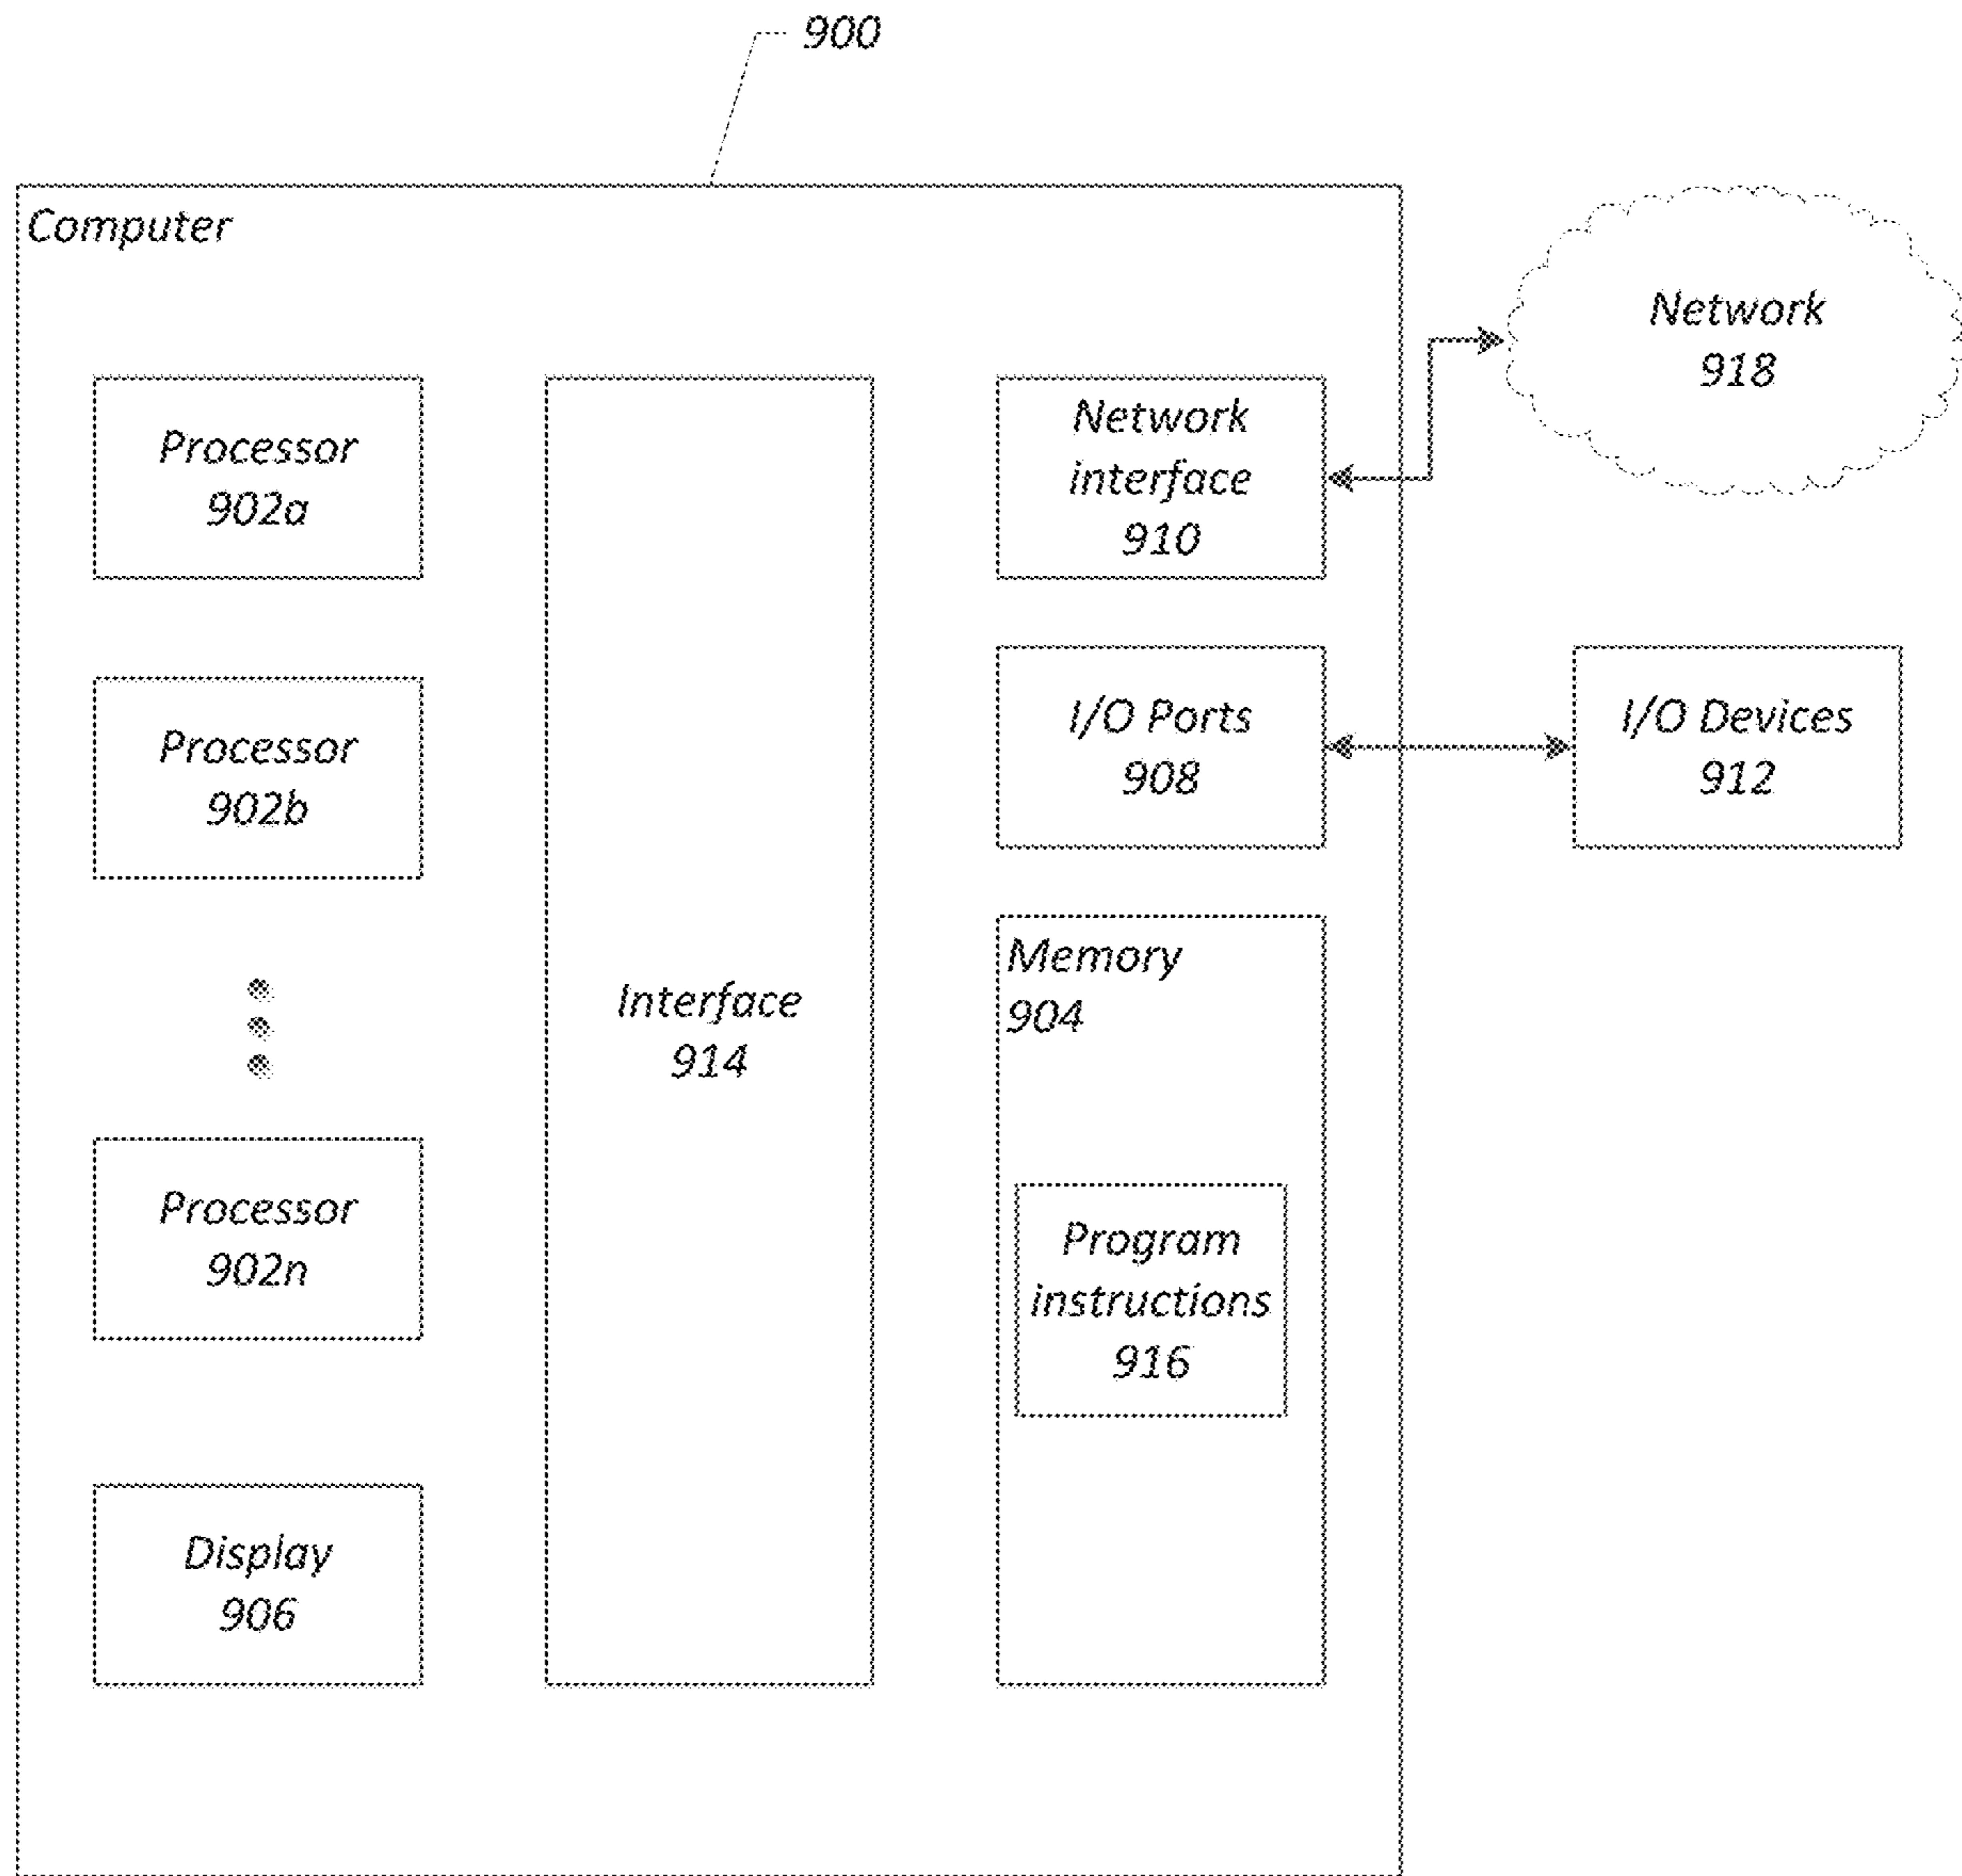 900
Computer
Processor
902a
Processor
902b
Processor
902n
Display
906
Interface
914
Network
interface
910
I/O Ports
908
Memory
904
Program
instructions
916
Network
918
I/O Devices
912